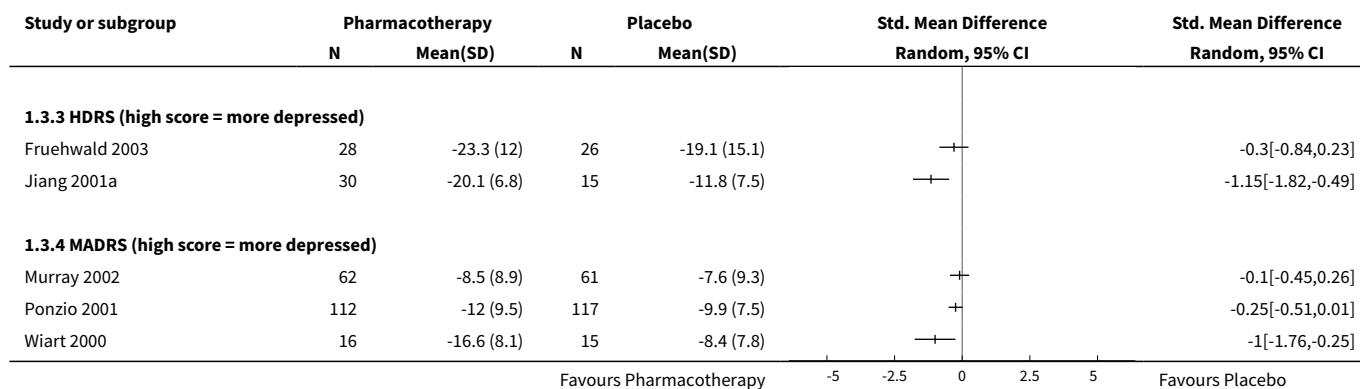 Study or subgroup Pharmacotherapy Placebo Std. Mean Difference Std. Mean Difference
N Mean(SD) N Mean(SD) Random, 95% CI Random, 95% CI
1.3.3 HDRS (high score = more depressed)
Fruehwald 2003 28 -23.3 (12) 26 -19.1 (15.1) -0.3[-0.84,0.23]
Jiang 2001a 30 -20.1 (6.8) 15 -11.8 (7.5) -1.15[-1.82,-0.49]
1.3.4 MADRS (high score = more depressed)
Murray 2002 62 -8.5 (8.9) 61 -7.6 (9.3) -0.1[-0.45,0.26]
Ponzio 2001 112 -12 (9.5) 117 -9.9 (7.5) -0.25[-0.51,0.01]
Wiart 2000 16 -16.6 (8.1) 15 -8.4 (7.8) -1[-1.76,-0.25]
Favours Pharmacotherapy -5 -2.5 0 2.5 5 Favours Placebo